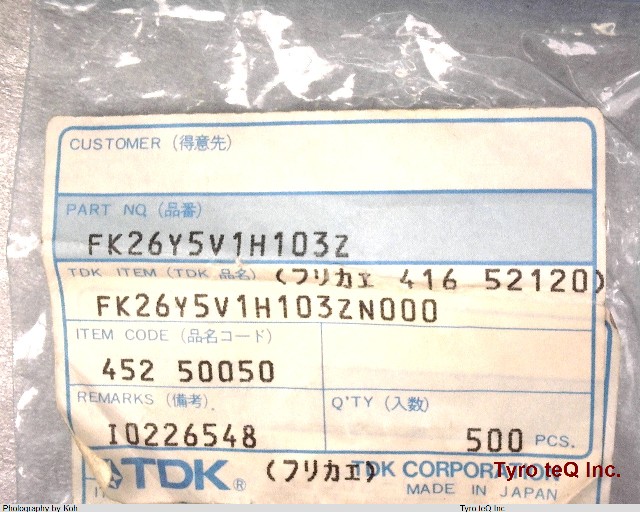 CUSTOMER (得意先)
PART NO (品番)
FK26Y5V1H103Z
TDK ITEM (TDK 品名) (フリカエ 416 52120)
FK26Y5V1H103ZN000
ITEM CODE (品名コード)
452 50050
REMARKS (備考) Q'TY (入数)
I0226548 500 PCS.
TDK ® (フリカエ) TDK CORPORATION
MADE IN JAPAN
Tyro teQ Inc.
Photography by Koh Tyro teQ Inc